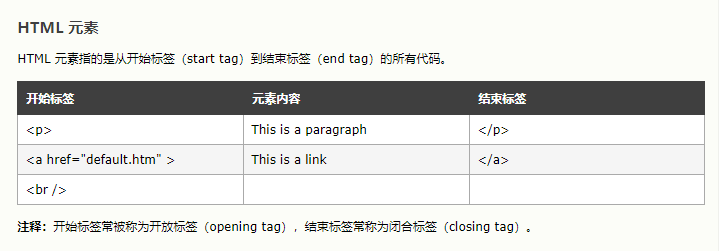 HTML 元素
HTML 元素指的是从开始标签（start tag）到结束标签（end tag）的所有代码。
开始标签 元素内容 结束标签
<p> This is a paragraph </p>
<a href="default.htm" > This is a link </a>
<br />
注释：开始标签常被称为开放标签（opening tag），结束标签常称为闭合标签（closing tag）。